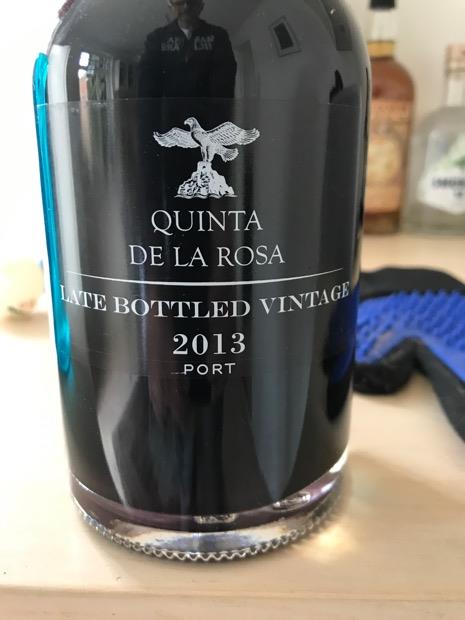 QUINTA
DE LA ROSA
LATE BOTTLED VINTAGE
2013
PORT